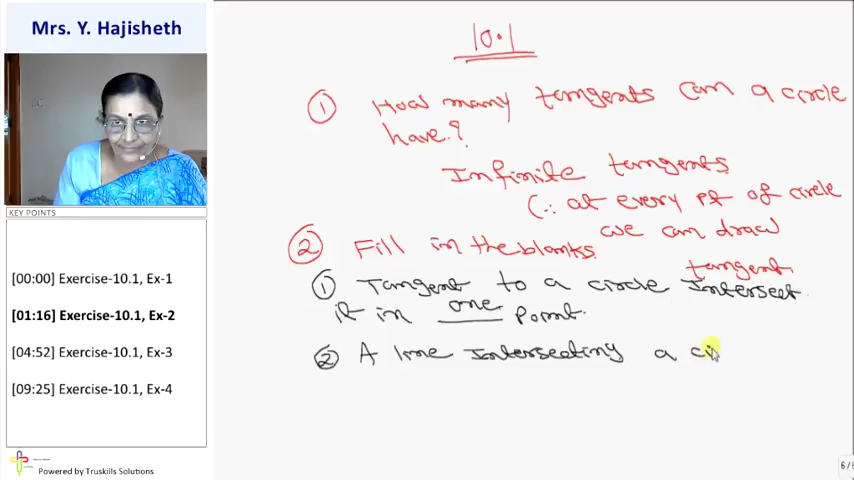 Mrs. Y. Hajisheth
KEY POINTS
[00:00] Exercise-10.1, Ex-1
[01:16] Exercise-10.1, Ex-2
[04:52] Exercise-10.1, Ex-3
[09:25] Exercise-10.1, Ex-4
Powered by Truskills Solutions
10.1
① How many tangents can a circle
have?
Infinite tangents
(∵ at every pt of circle
we can draw
tangent.
② Fill in the blanks.
① Tangent to a circle Intersect
it in one point.
② A line Intersecting a ci
6/6